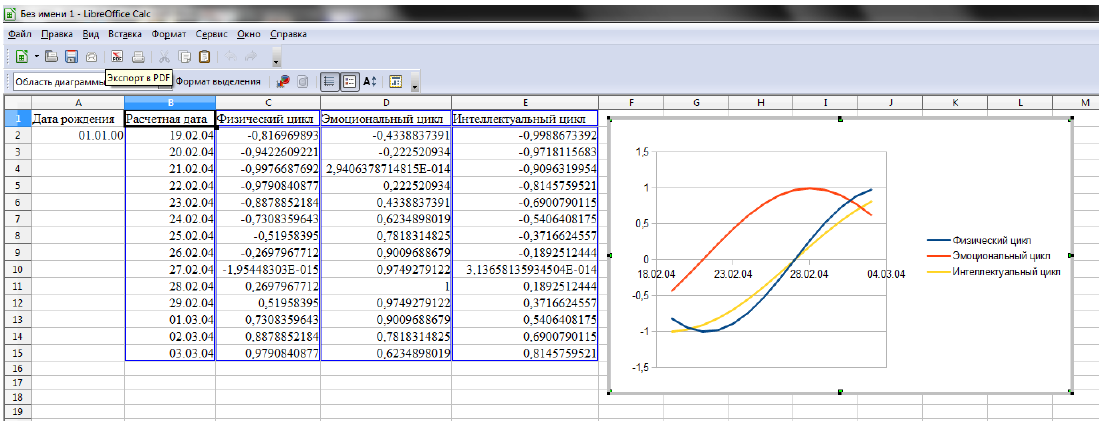 Без имени 1 - LibreOffice Calc
Файл Правка Вид Вставка Формат Сервис Окно Справка
Область диаграммы Экспорт в PDF Формат выделения
A B C D E F G H I J K L M
1 Дата рождения Расчетная дата Физический цикл Эмоциональный цикл Интеллектуальный цикл
2 01.01.00 19.02.04 -0,816969893 -0,4338837391 -0,9988673392
3 20.02.04 -0,9422609221 -0,222520934 -0,9718115683
4 21.02.04 -0,9976687692 2,9406378714815E-014 -0,9096319954
5 22.02.04 -0,9790840877 0,222520934 -0,8145759521
6 23.02.04 -0,8878852184 0,4338837391 -0,6900790115
7 24.02.04 -0,7308359643 0,6234898019 -0,5406408175
8 25.02.04 -0,51958395 0,7818314825 -0,3716624557
9 26.02.04 -0,2697967712 0,9009688679 -0,1892512444
10 27.02.04 -1,95448303E-015 0,9749279122 3,13658135934504E-014
11 28.02.04 0,2697967712 1 0,1892512444
12 29.02.04 0,51958395 0,9749279122 0,3716624557
13 01.03.04 0,7308359643 0,9009688679 0,5406408175
14 02.03.04 0,8878852184 0,7818314825 0,6900790115
15 03.03.04 0,9790840877 0,6234898019 0,8145759521
16
17
18
19
1,5
1
0,5
0
-0,5
-1
-1,5
18.02.04 23.02.04 28.02.04 04.03.04
Физический цикл
Эмоциональный цикл
Интеллектуальный цикл